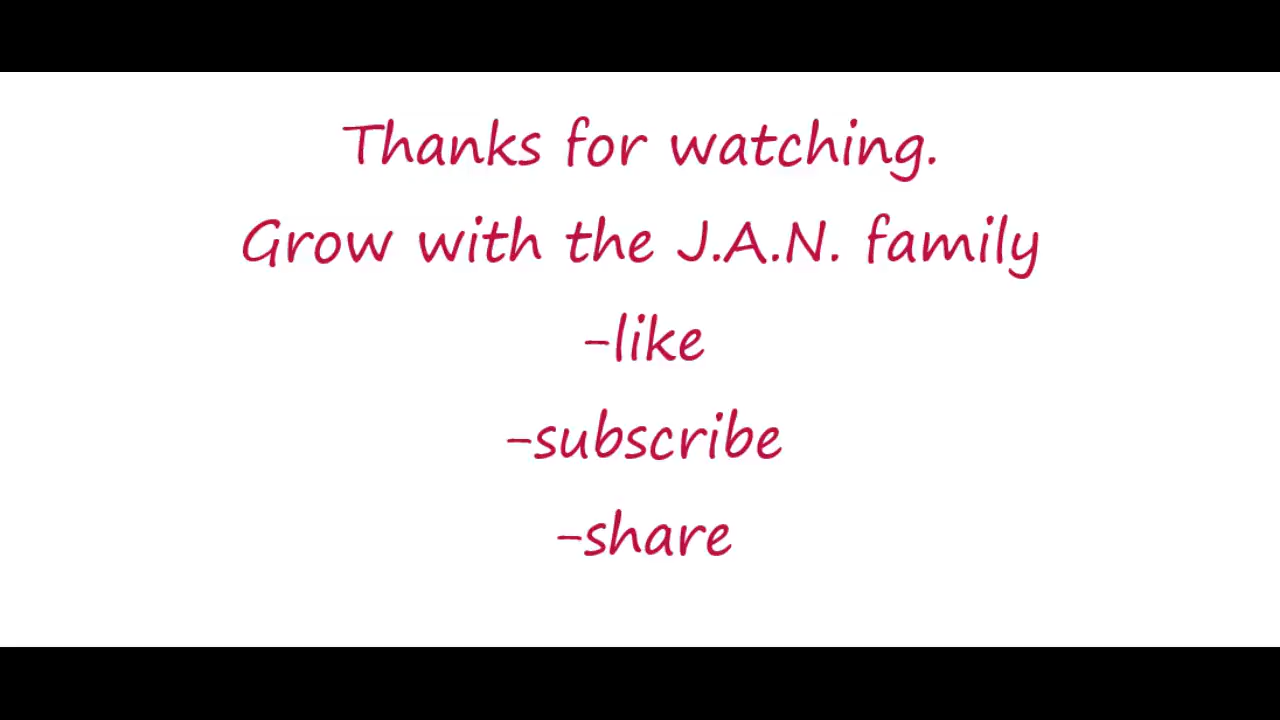 Thanks for watching.
Grow with the J.A.N. family
-like
-subscribe
-share